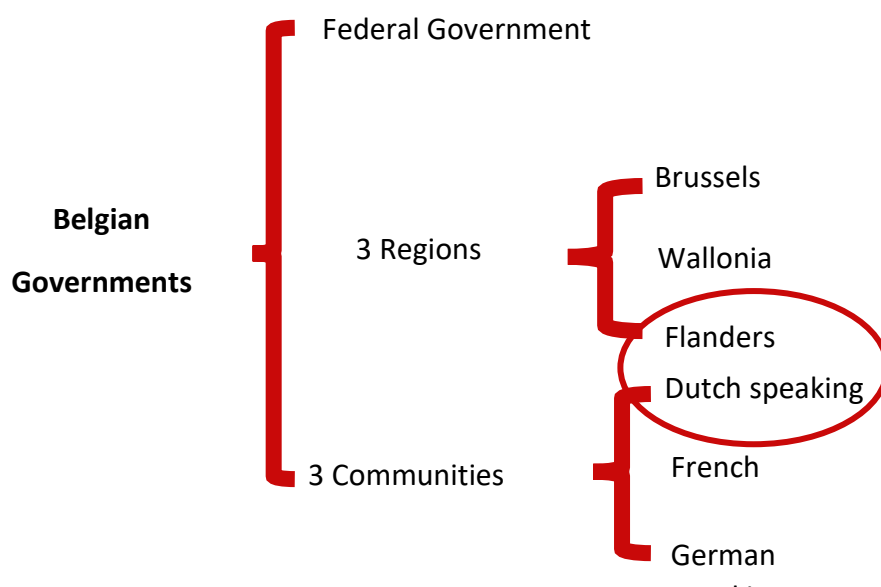 Federal Government
Brussels
Belgian
Governments
3 Regions
Wallonia
Flanders
Dutch speaking
3 Communities
French
German